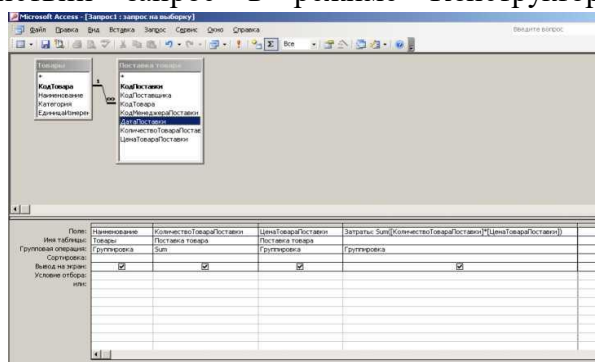 запрос в режиме
Microsoft Access - [Запрос1 : запрос на выборку]
Файл Правка Вид Вставка Запрос Сервис Окно Справка
Введите вопрос
Все
Товары
*
КодТовара
Наименование
Категория
ЕдиницаИзмерен
1
∞
Поставка товара
*
КодПоставки
КодПоставщика
КодТовара
КодМенеджераПоставки
ДатаПоставки
КоличествоТовараПостав
ЦенаТовараПоставки
Поле: Наименование КоличествоТовараПоставки ЦенаТовараПоставки Затраты: Sum([КоличествоТовараПоставки]*[ЦенаТовараПоставки])
Имя таблицы: Товары Поставка товара Поставка товара
Групповая операция: Группировка Sum Группировка Группировка
Сортировка:
Вывод на экран:
Условие отбора:
или: